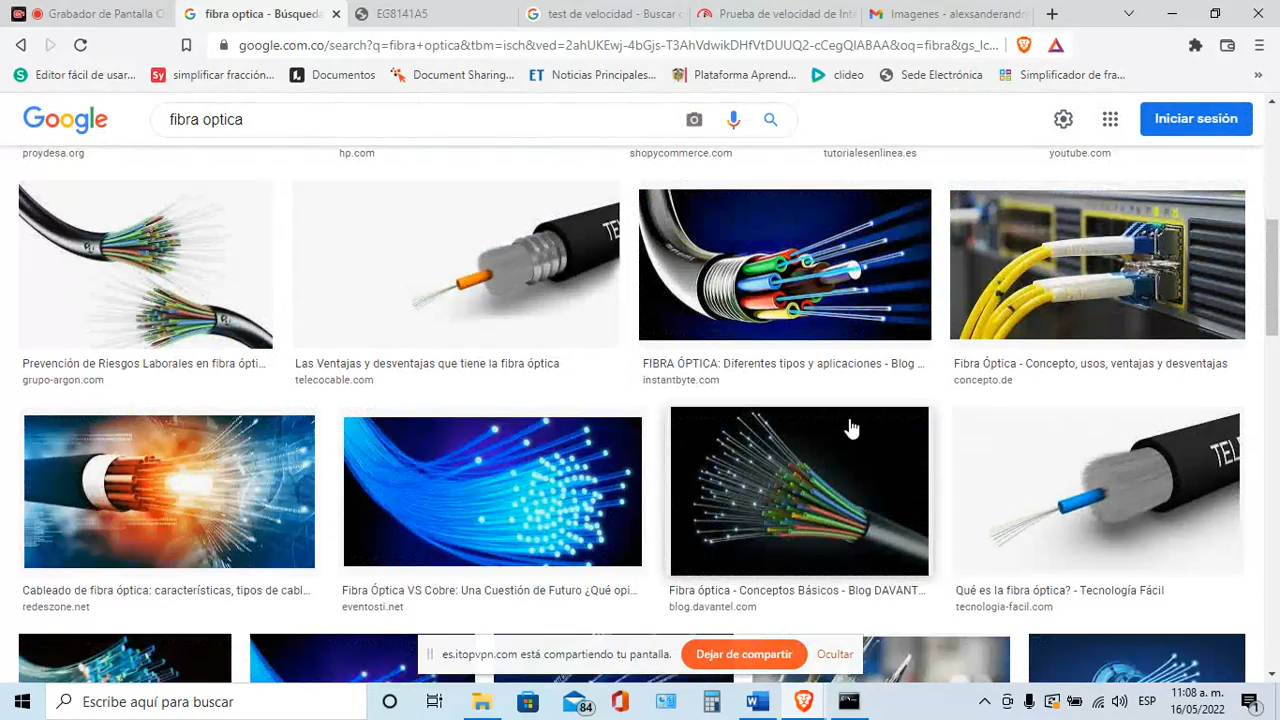 Grabador de Pantalla O
fibra optica - Búsqueda
EG8141A5
test de velocidad - Buscar c
Prueba de velocidad de Int
Imagenes - alexsanderandr
google.com.co/search?q=fibra+optica&tbm=isch&ved=2ahUKEwj-4bGjs-T3AhVdwikDHfVtDUUQ2-cCegQIABAA&oq=fibra&gs_lc...
Editor fácil de usar...
simplificar fracción...
Documentos
Document Sharing...
ET
Noticias Principales...
Plataforma Aprend...
clideo
Sede Electrónica
Simplificador de fra...
Google
fibra optica
Iniciar sesión
proydesa.org
hp.com
shopycommerce.com
tutorialesenlinea.es
youtube.com
Prevención de Riesgos Laborales en fibra ópti...
grupo-argon.com
Las Ventajas y desventajas que tiene la fibra óptica
telecocable.com
FIBRA ÓPTICA: Diferentes tipos y aplicaciones - Blog ...
instantbyte.com
Fibra Óptica - Concepto, usos, ventajas y desventajas
concepto.de
Cableado de fibra óptica: características, tipos de cabl...
redeszone.net
Fibra Óptica VS Cobre: Una Cuestión de Futuro ¿Qué opi...
eventosti.net
Fibra óptica - Conceptos Básicos - Blog DAVANT...
blog.davantel.com
Qué es la fibra óptica? - Tecnología Fácil
tecnologia-facil.com
es.itopvpn.com está compartiendo tu pantalla.
Dejar de compartir
Ocultar
Escribe aquí para buscar
84
ESP
11:08 a. m.
16/05/2022
1